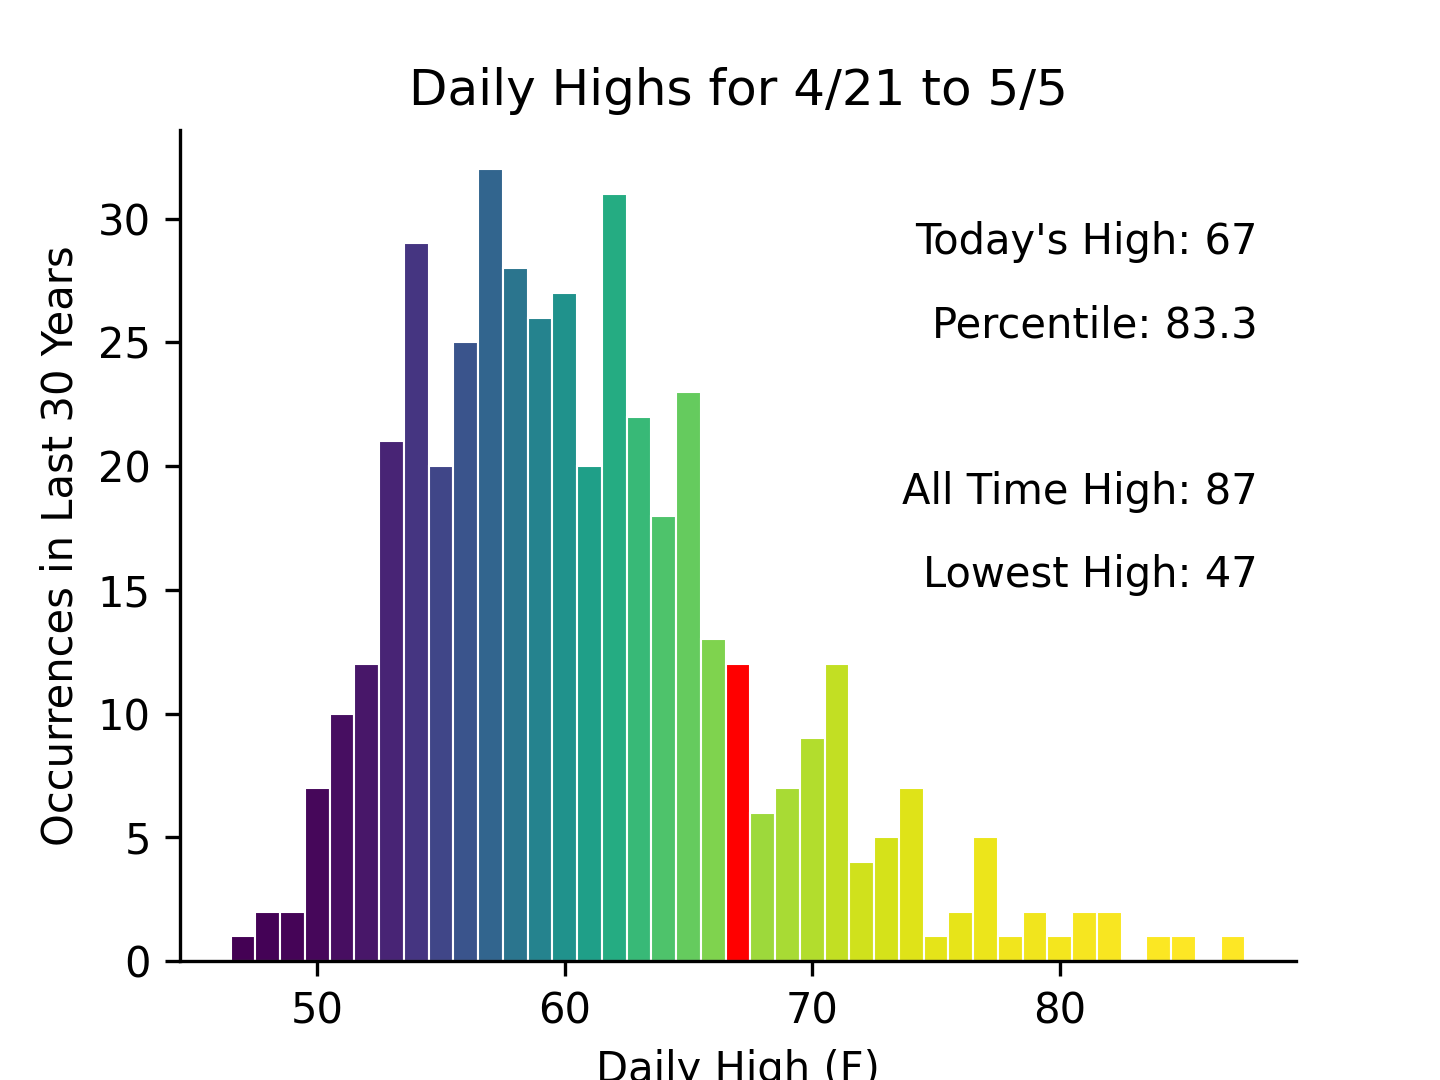 Daily Highs for 4/21 to 5/5
Occurrences in Last 30 Years
30
25
20
15
10
5
0
Today's High: 67
Percentile: 83.3
All Time High: 87
Lowest High: 47
50 60 70 80
Daily High (F)